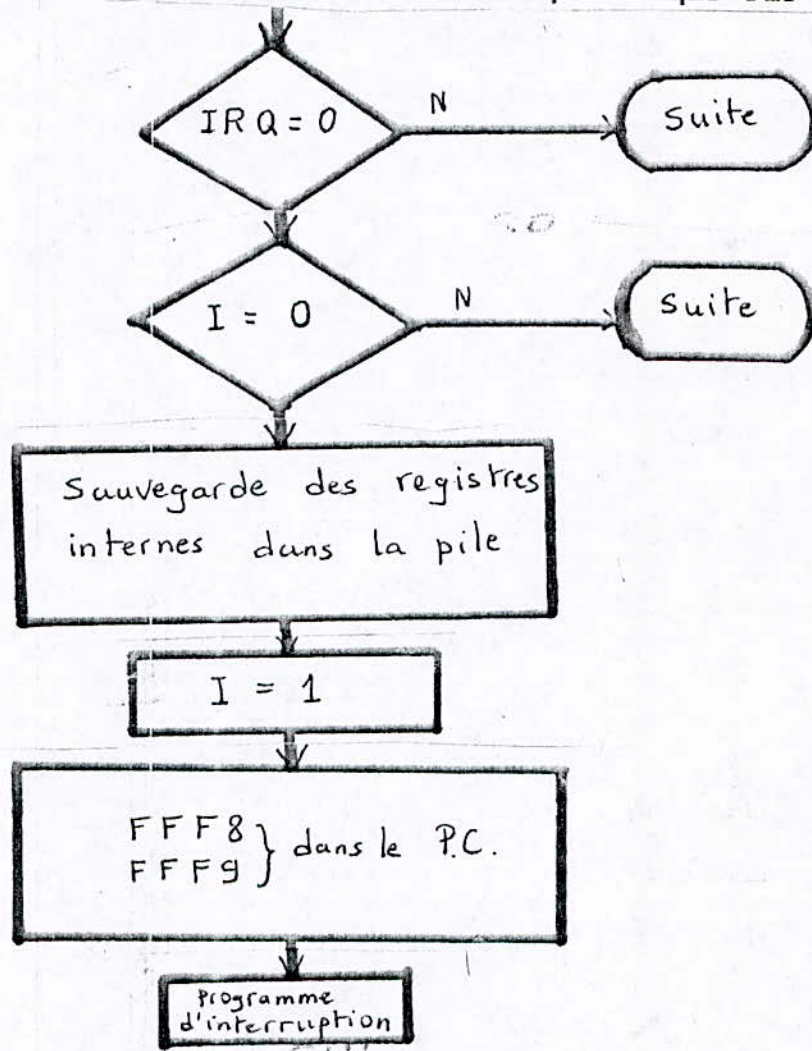 IRQ = 0
N
Suite
I = 0
N
Suite
Sauvegarde des registres
internes dans la pile
I = 1
FFF8
FFF9 } dans le P.C.
Programme
d'interruption